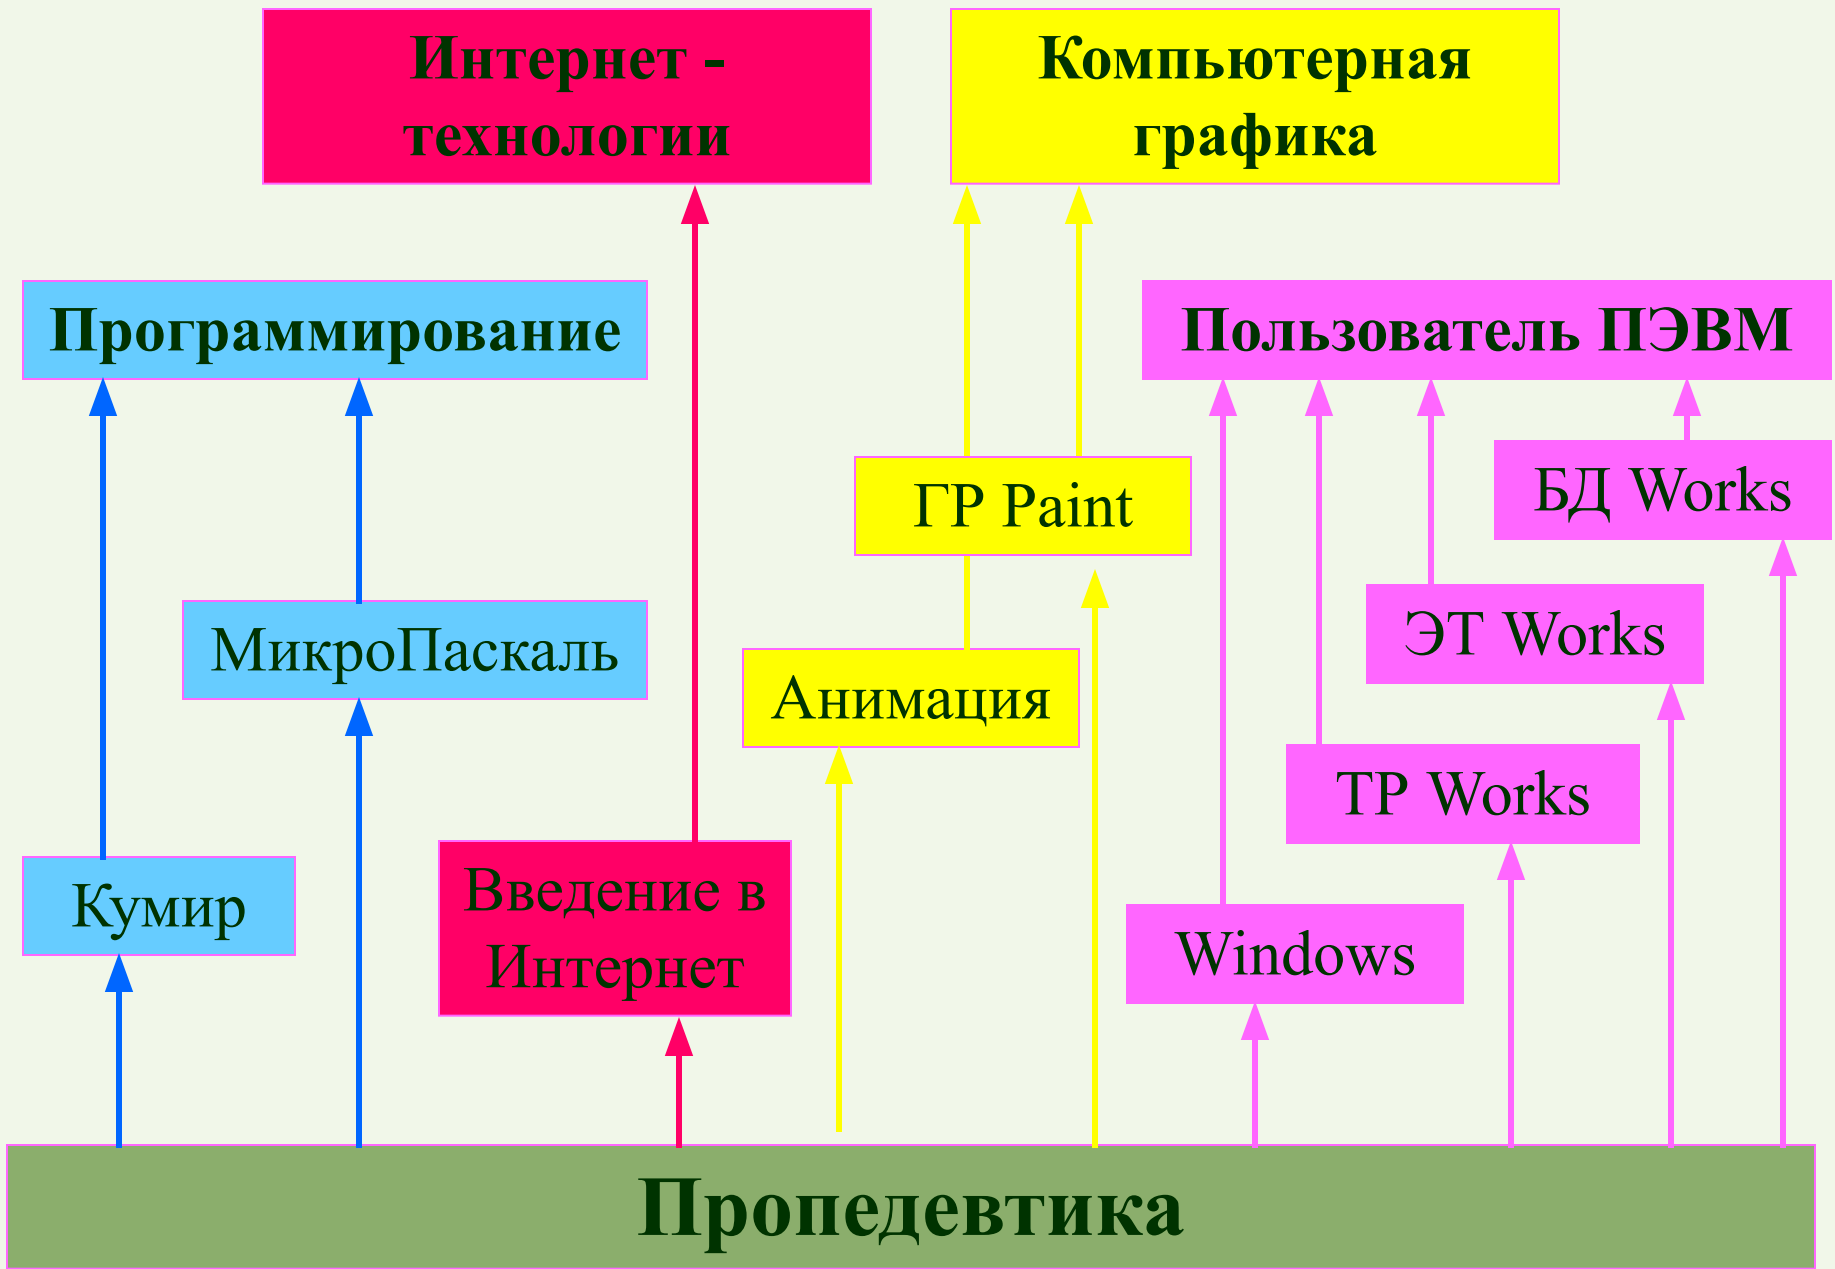 Интернет -
технологии
Компьютерная
графика
Программирование
Пользователь ПЭВМ
БД Works
ГР Paint
ЭТ Works
МикроПаскаль
Анимация
ТР Works
Кумир
Введение в
Интернет
Windows
Пропедевтика